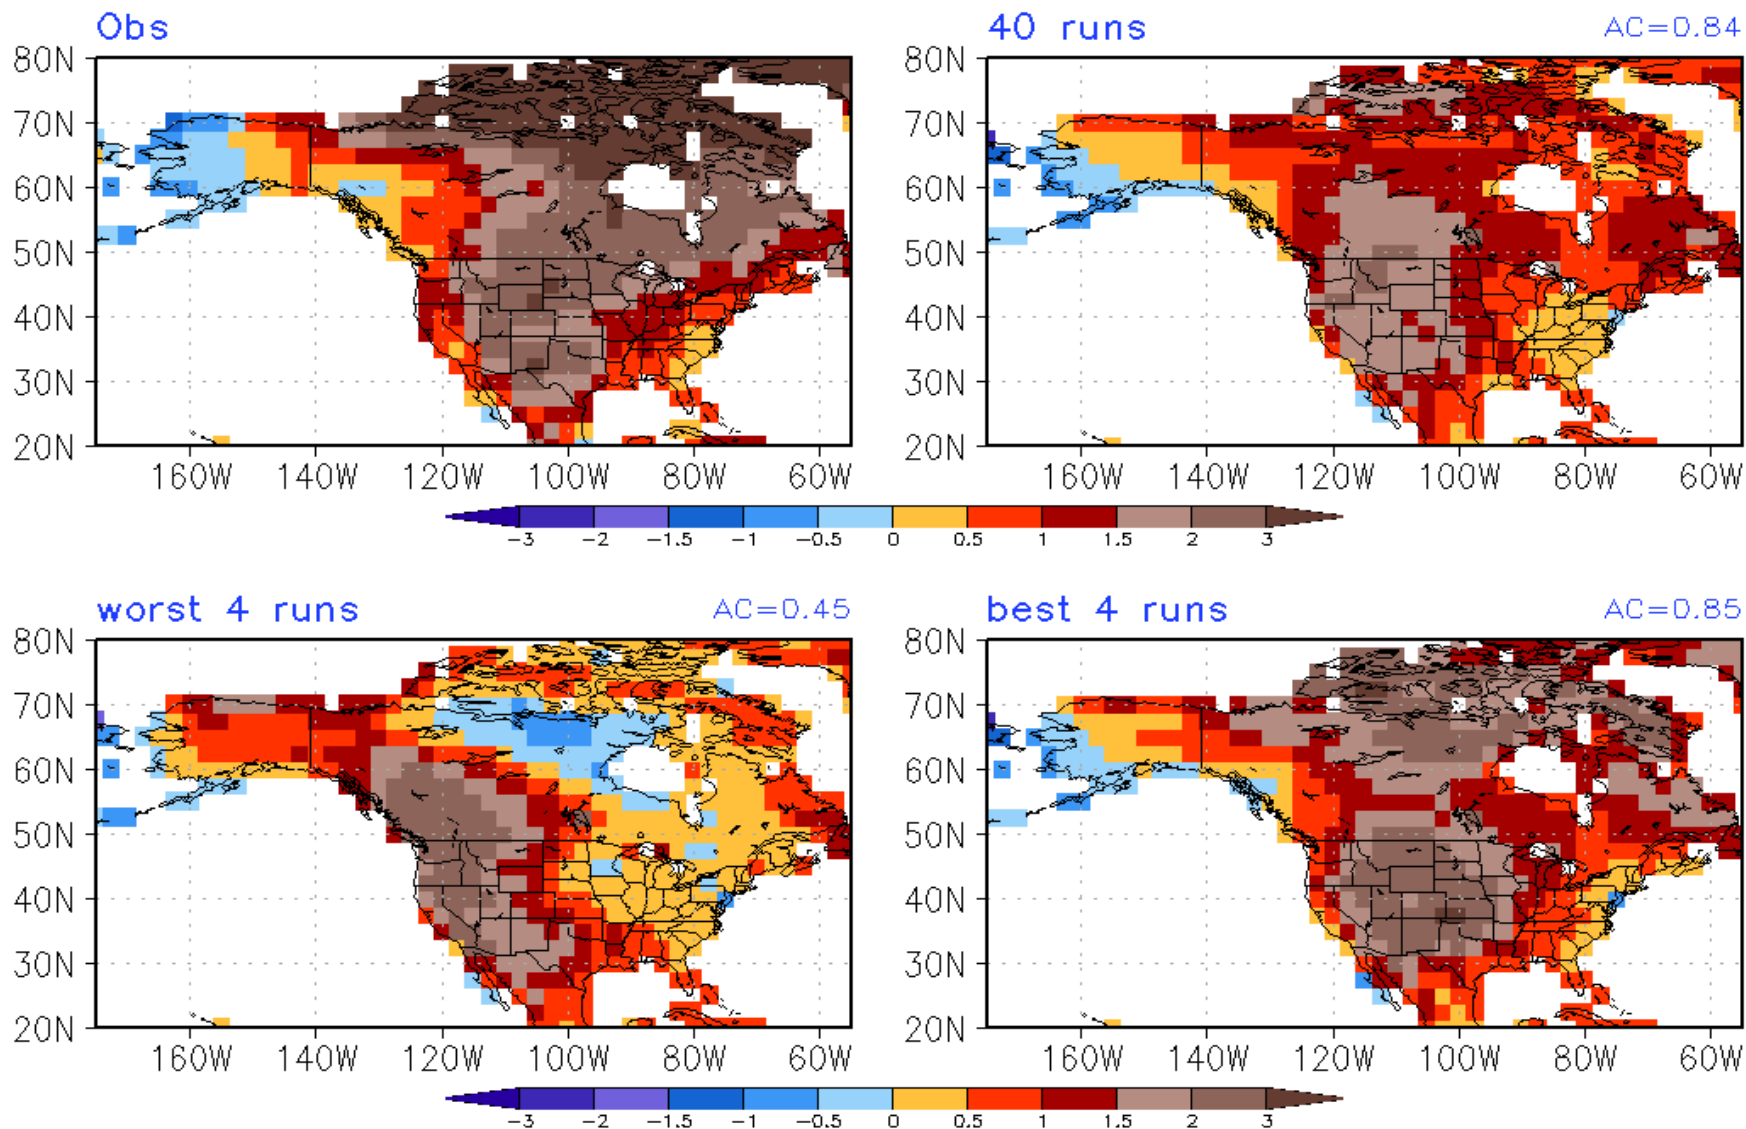 Obs
40 runs AC=0.84
80N 80N
70N 70N
60N 60N
50N 50N
40N 40N
30N 30N
20N 20N
160W 140W 120W 100W 80W 60W 160W 140W 120W 100W 80W 60W
-3 -2 -1.5 -1 -0.5 0 0.5 1 1.5 2 3
worst 4 runs AC=0.45
best 4 runs AC=0.85
80N 80N
70N 70N
60N 60N
50N 50N
40N 40N
30N 30N
20N 20N
160W 140W 120W 100W 80W 60W 160W 140W 120W 100W 80W 60W
-3 -2 -1.5 -1 -0.5 0 0.5 1 1.5 2 3